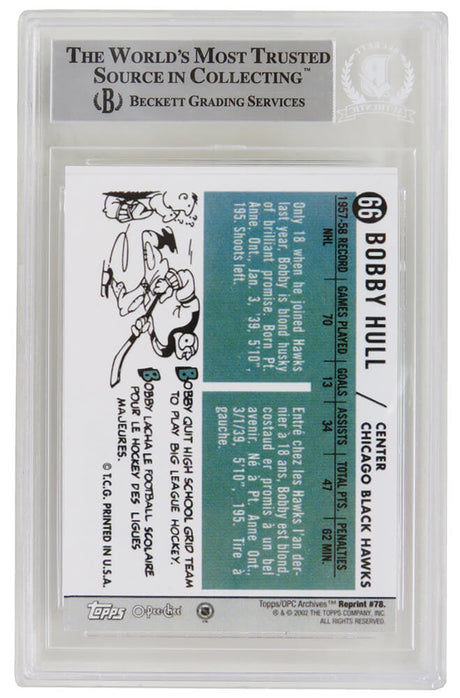 THE WORLD'S MOST TRUSTED
SOURCE IN COLLECTING™
B BECKETT GRADING SERVICES
66 BOBBY HULL / CENTER
CHICAGO BLACK HAWKS
1957-58 RECORD GAMES PLAYED GOALS ASSISTS TOTAL PTS. PENALTIES
NHL 70 13 34 47 62 MIN.
Only 18 when he joined Hawks
last year, Bobby is blond husky
of brilliant promise. Born Pt.
Anne, Ont., Jan. 3, '39. 5'10",
195. Shoots left.
Entré chez les Hawks l'an der-
nier à 18 ans, Bobby est blond,
costaud er promis à un bel
avenir. Né à Pt. Anne, Ont.,
3/1/39. 5'10", 195. Tire à
gauche.
BOBBY QUIT HIGH SCHOOL GRID TEAM
TO PLAY BIG LEAGUE HOCKEY.
BOBBY LACHA LE FOOTBALL SCOLAIRE
POUR LE HOCKEY DES LIGUES
MAJEURES.
© T.C.G. PRINTED IN U.S.A.
Topps O-Pee-Chee
Topps/OPC Archives™ Reprint #78.
® & © 2002 THE TOPPS COMPANY, INC.
ALL RIGHTS RESERVED.